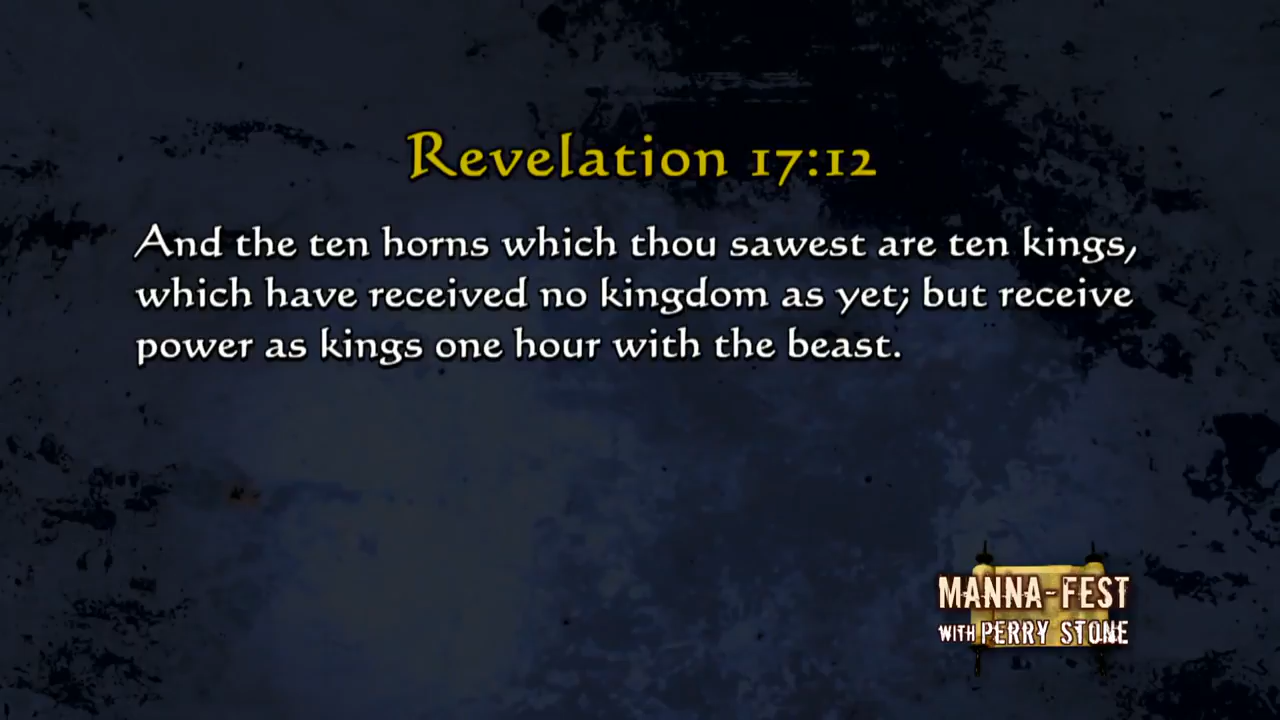 Revelation 17:12
And the ten horns which thou sawest are ten kings,
which have received no kingdom as yet; but receive
power as kings one hour with the beast.
MANNA-FEST
WITH PERRY STONE